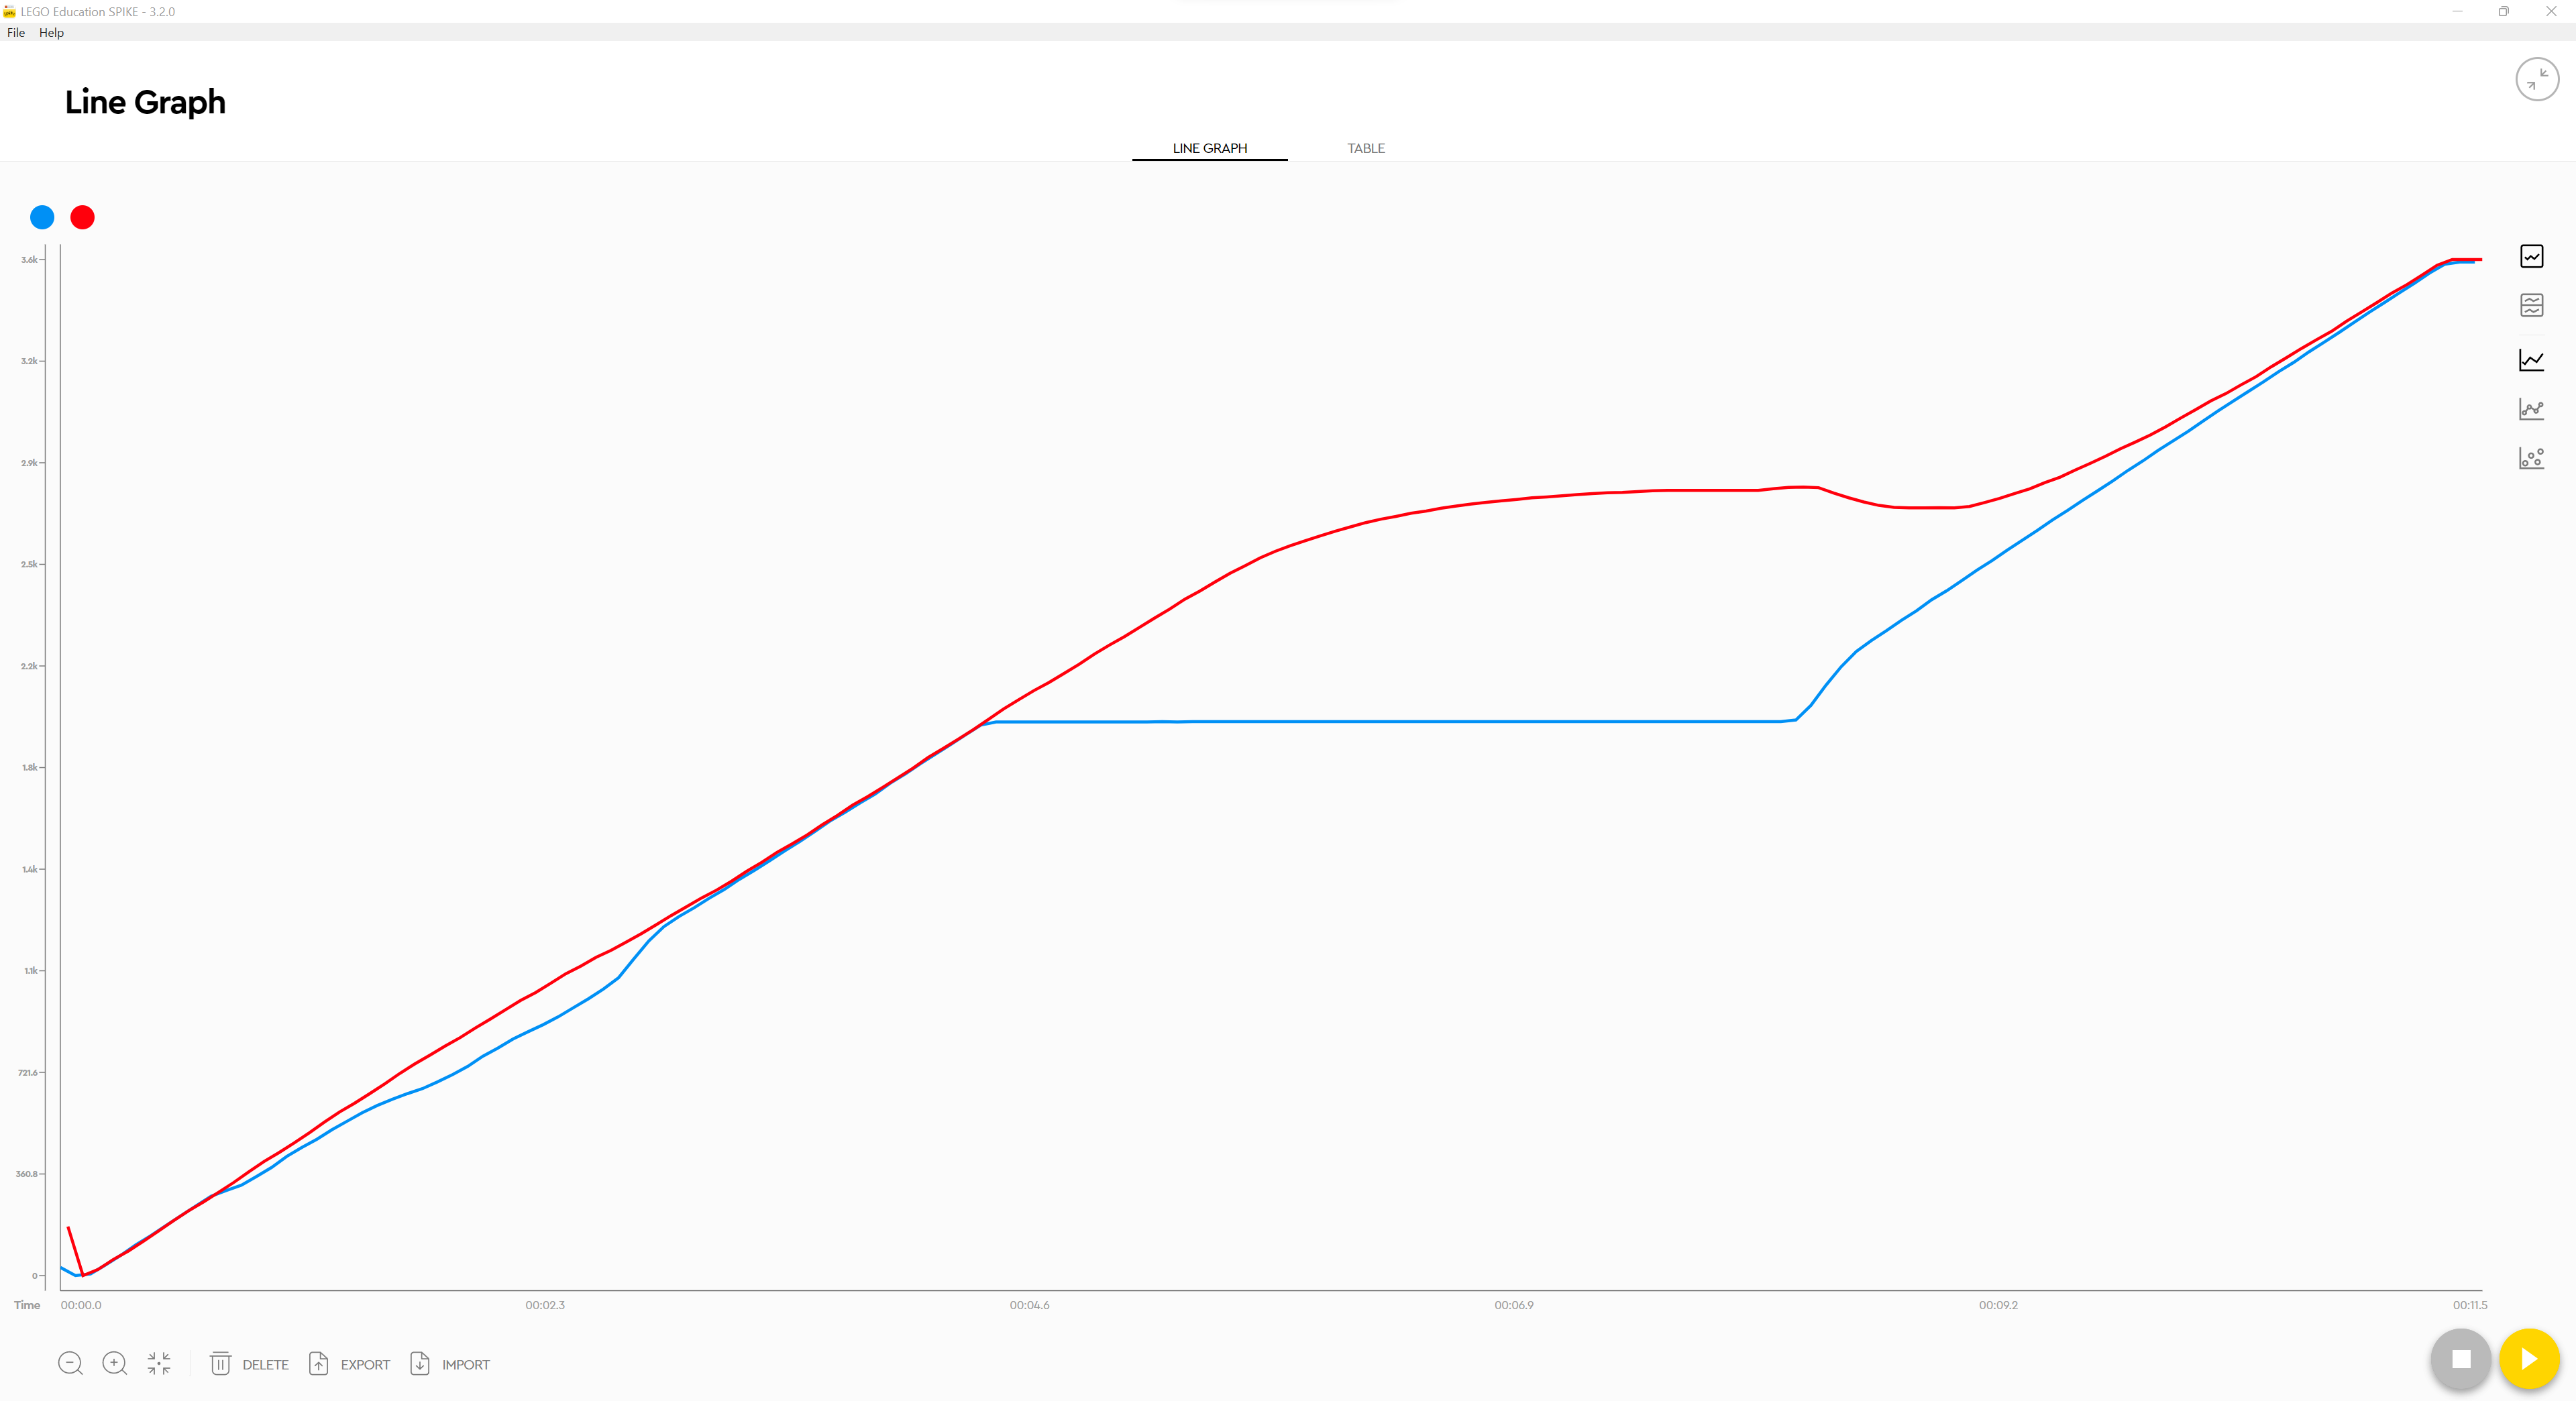 LEGO Education SPIKE - 3.2.0
File Help
Line Graph
LINE GRAPH TABLE
3.6k
3.2k
2.9k
2.5k
2.2k
1.8k
1.4k
1.1k
721.6
360.8
0
Time 00:00.0 00:02.3 00:04.6 00:06.9 00:09.2 00:11.5
DELETE EXPORT IMPORT